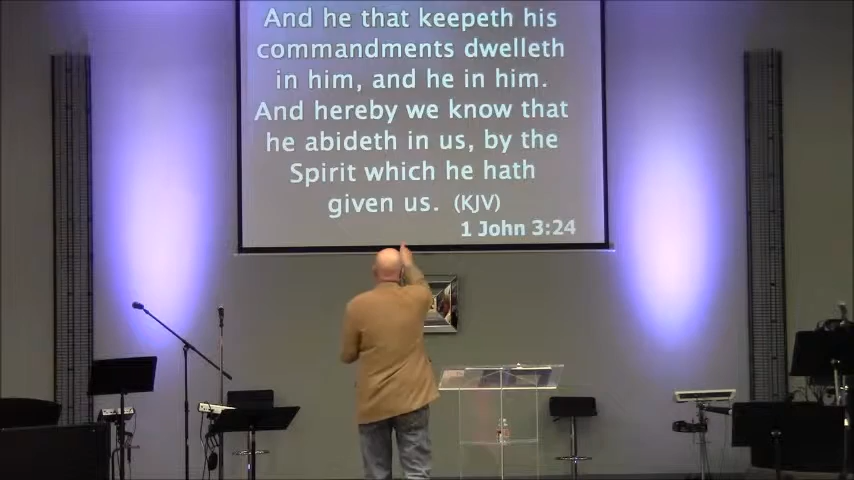 And he that keepeth his
commandments dwelleth
in him, and he in him.
And hereby we know that
he abideth in us, by the
Spirit which he hath
given us. (KJV)
1 John 3:24